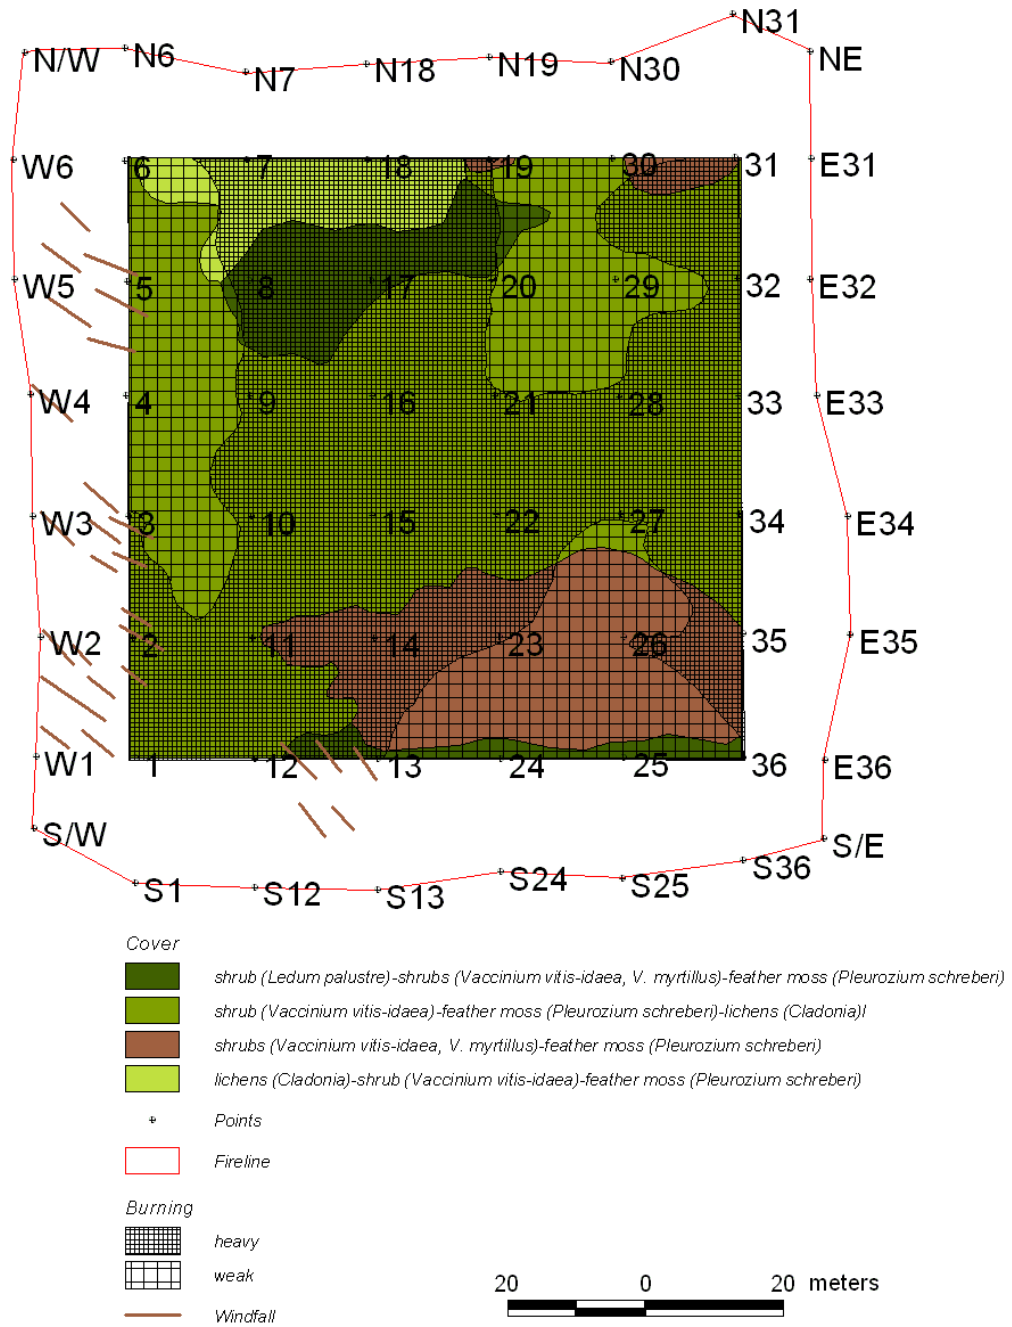 N31
N/W N6 N7 N18 N19 N30 NE
W6 6 7 18 19 30 31 E31
W5 5 8 17 20 29 32 E32
W4 4 9 16 21 28 33 E33
W3 3 10 15 22 27 34 E34
W2 2 11 14 23 26 35 E35
W1 1 12 13 24 25 36 E36
S/W S/E
S1 S12 S13 S24 S25 S36
Cover
shrub (Ledum palustre)-shrubs (Vaccinium vitis-idaea, V. myrtillus)-feather moss (Pleurozium schreberi)
shrub (Vaccinium vitis-idaea)-feather moss (Pleurozium schreberi)-lichens (Cladonia)l
shrubs (Vaccinium vitis-idaea, V. myrtillus)-feather moss (Pleurozium schreberi)
lichens (Cladonia)-shrub (Vaccinium vitis-idaea)-feather moss (Pleurozium schreberi)
Points
Fireline
Burning
heavy
weak
Windfall
20 0 20 meters